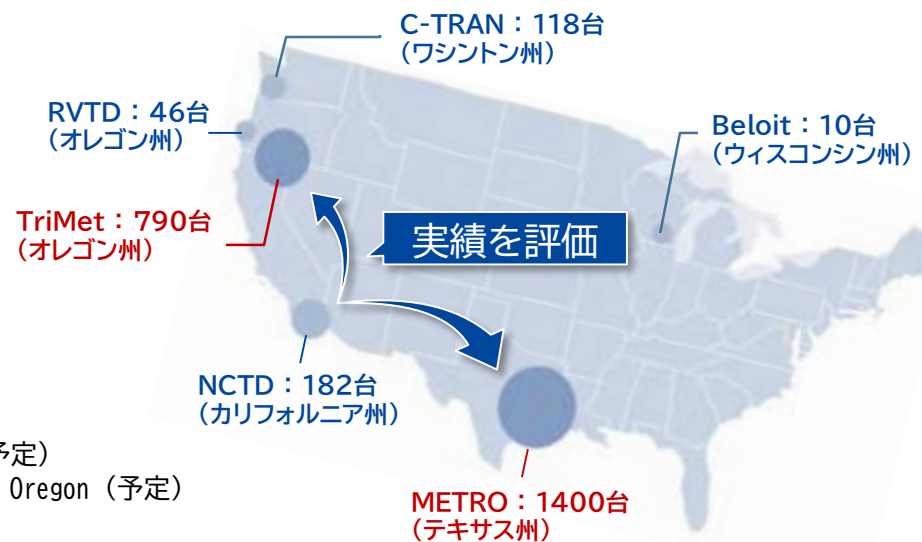 C-TRAN：118台
（ワシントン州）
RVTD：46台
（オレゴン州）
Beloit：10台
（ウィスコンシン州）
TriMet：790台
（オレゴン州）
実績を評価
NCTD：182台
（カリフォルニア州）
予定）
Oregon（予定）
METRO：1400台
（テキサス州）